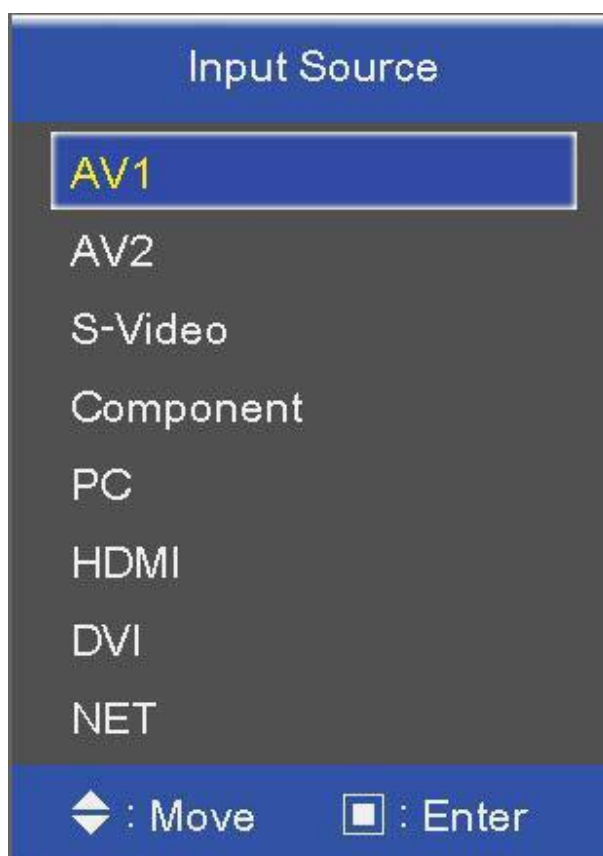 Input Source
AV1
AV2
S-Video
Component
PC
HDMI
DVI
NET
: Move : Enter